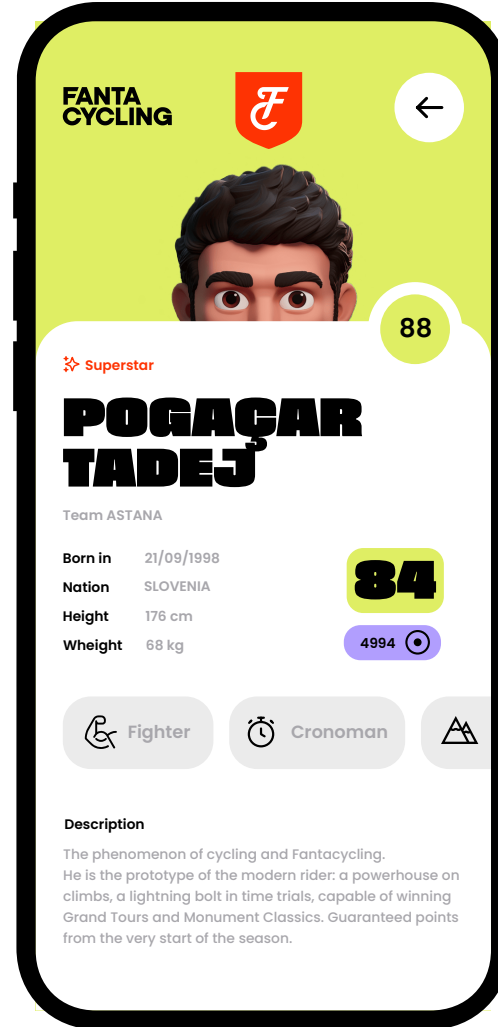 FANTA
CYCLING
88
Superstar
POGAÇAR
TADEJ
Team ASTANA
Born in 21/09/1998
Nation SLOVENIA
Height 176 cm
Wheight 68 kg
84
4994
Fighter
Cronoman
Description
The phenomenon of cycling and Fantacycling.
He is the prototype of the modern rider: a powerhouse on
climbs, a lightning bolt in time trials, capable of winning
Grand Tours and Monument Classics. Guaranteed points
from the very start of the season.